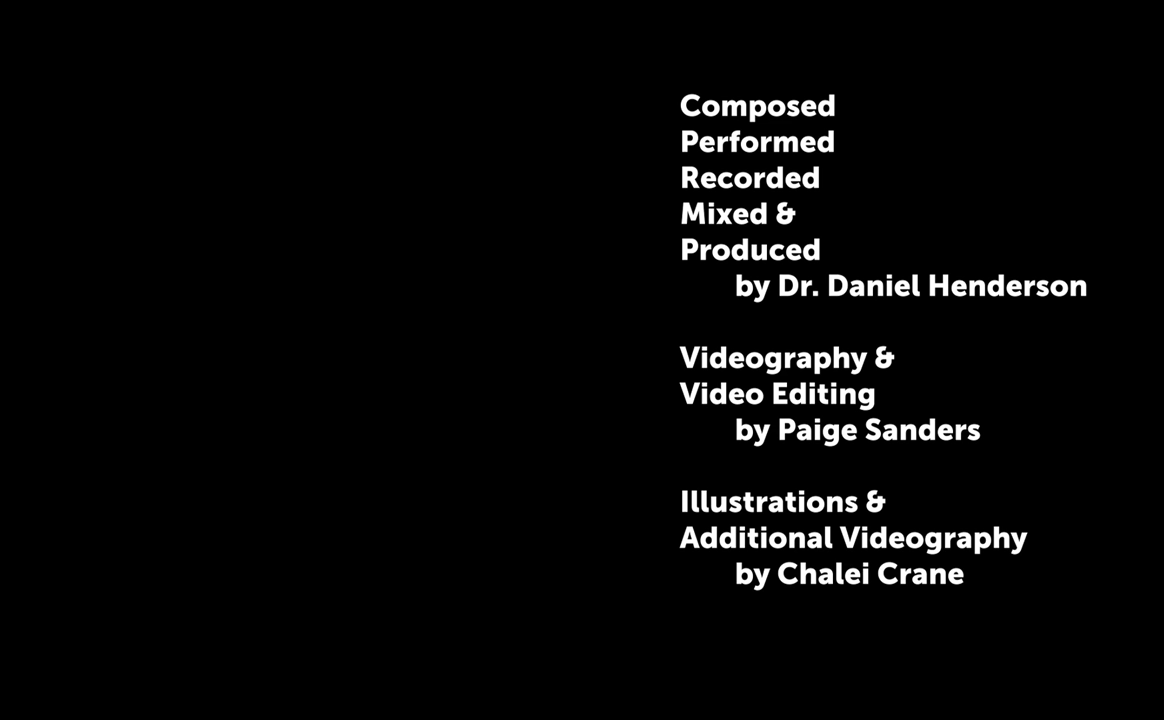 Composed
Performed
Recorded
Mixed &
Produced
by Dr. Daniel Henderson
Videography &
Video Editing
by Paige Sanders
Illustrations &
Additional Videography
by Chalei Crane